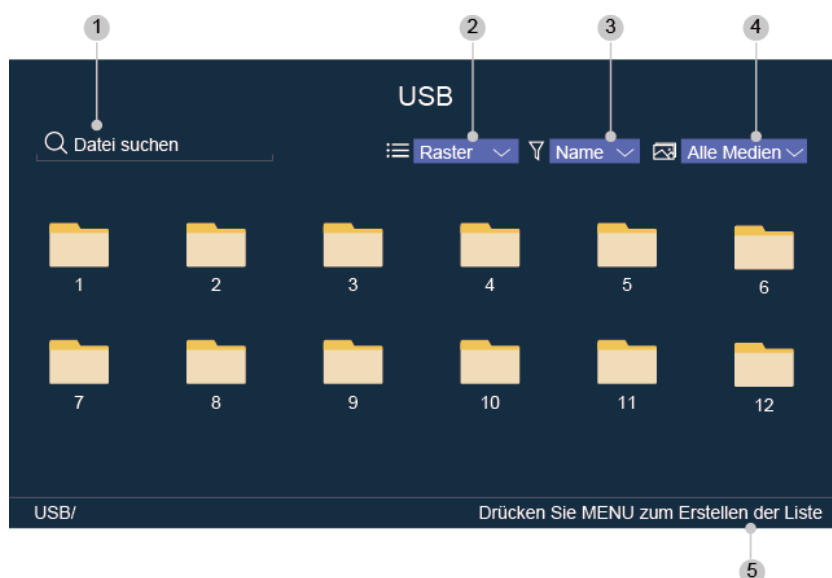 1 2 3 4
USB
Datei suchen Raster Name Alle Medien
1 2 3 4 5 6
7 8 9 10 11 12
USB/ Drücken Sie MENU zum Erstellen der Liste
5